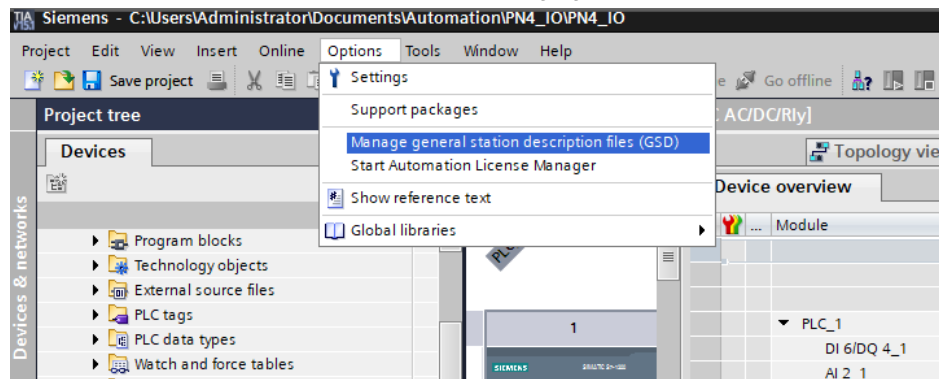 Siemens - C:\Users\Administrator\Documents\Automation\PN4_IO\PN4_IO
Project Edit View Insert Online Options Tools Window Help
Save project
Go offline
Settings
Support packages
Manage general station description files (GSD)
Start Automation License Manager
Show reference text
Global libraries
Project tree
AC/DC/Rly]
Devices
Topology vie
Device overview
... Module
Devices & networks
Program blocks
Technology objects
External source files
PLC tags
PLC data types
Watch and force tables
1
SIEMENS
PLC_1
DI 6/DQ 4_1
AI 2_1